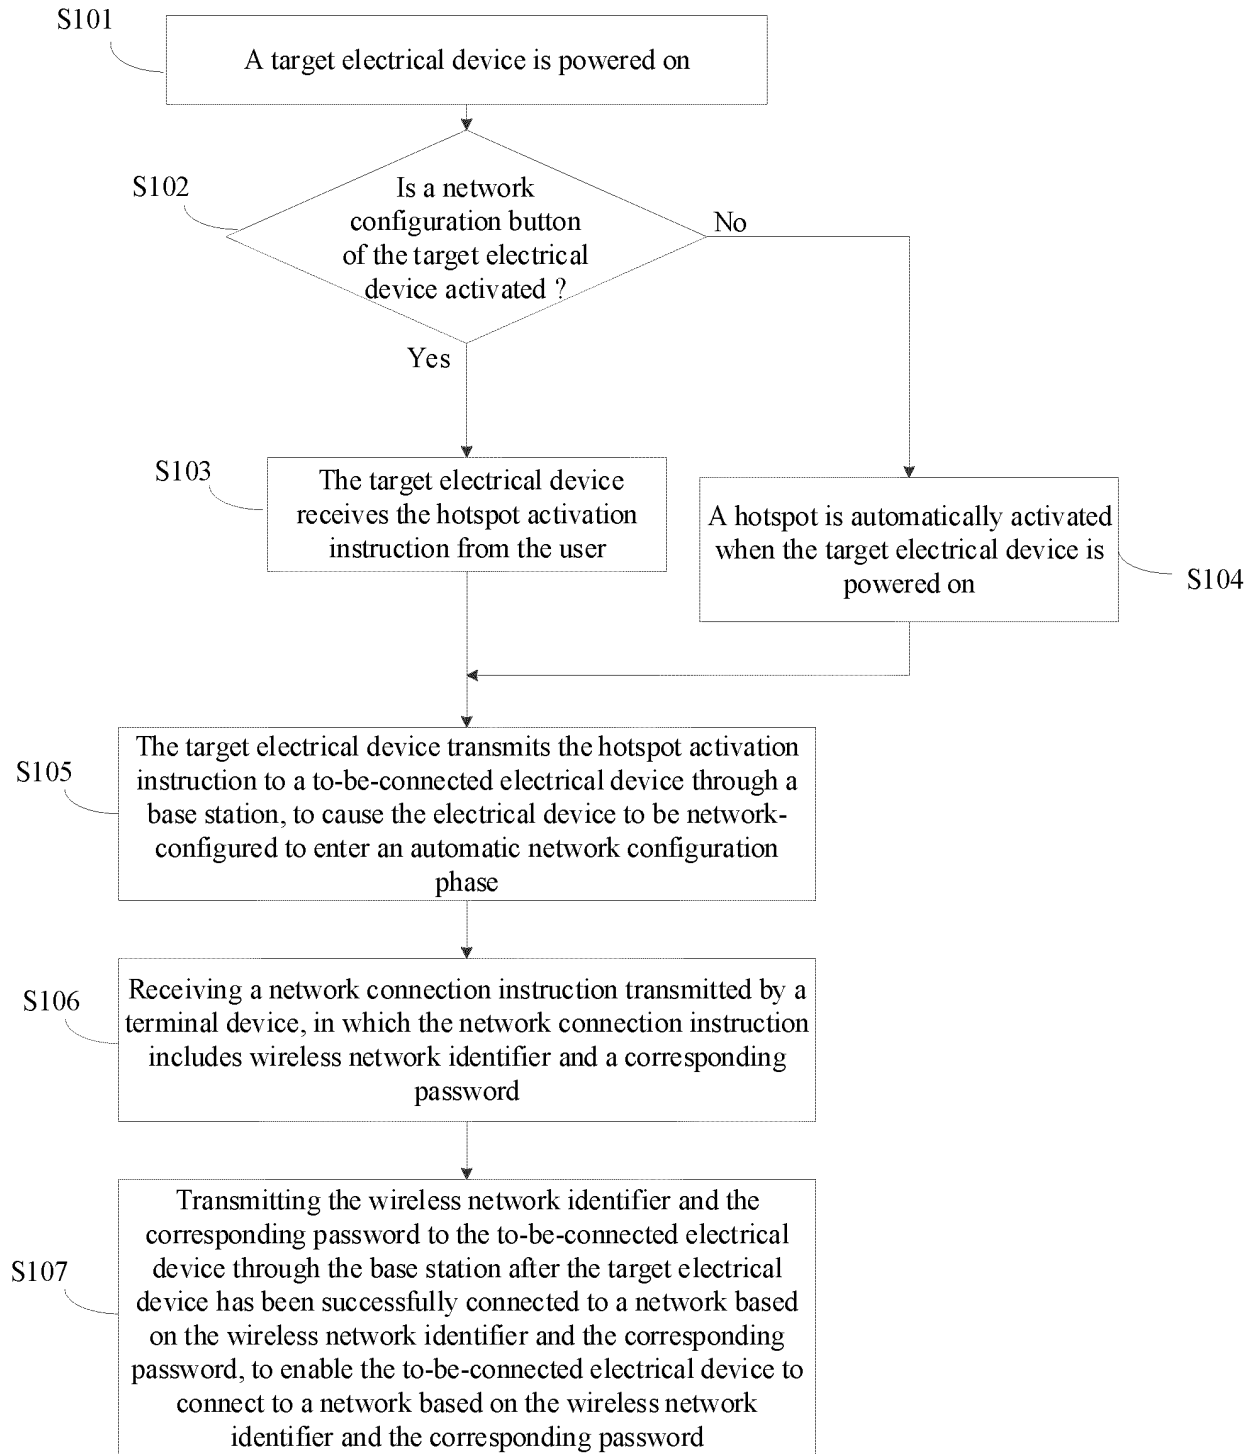 S101
A target electrical device is powered on
S102
Is a network
configuration button
of the target electrical
device activated ?
No
Yes
S103
The target electrical device
receives the hotspot activation
instruction from the user
A hotspot is automatically activated
when the target electrical device is
powered on
S104
S105
The target electrical device transmits the hotspot activation
instruction to a to-be-connected electrical device through a
base station, to cause the electrical device to be network-
configured to enter an automatic network configuration
phase
S106
Receiving a network connection instruction transmitted by a
terminal device, in which the network connection instruction
includes wireless network identifier and a corresponding
password
S107
Transmitting the wireless network identifier and the
corresponding password to the to-be-connected electrical
device through the base station after the target electrical
device has been successfully connected to a network based
on the wireless network identifier and the corresponding
password, to enable the to-be-connected electrical device to
connect to a network based on the wireless network
identifier and the corresponding password